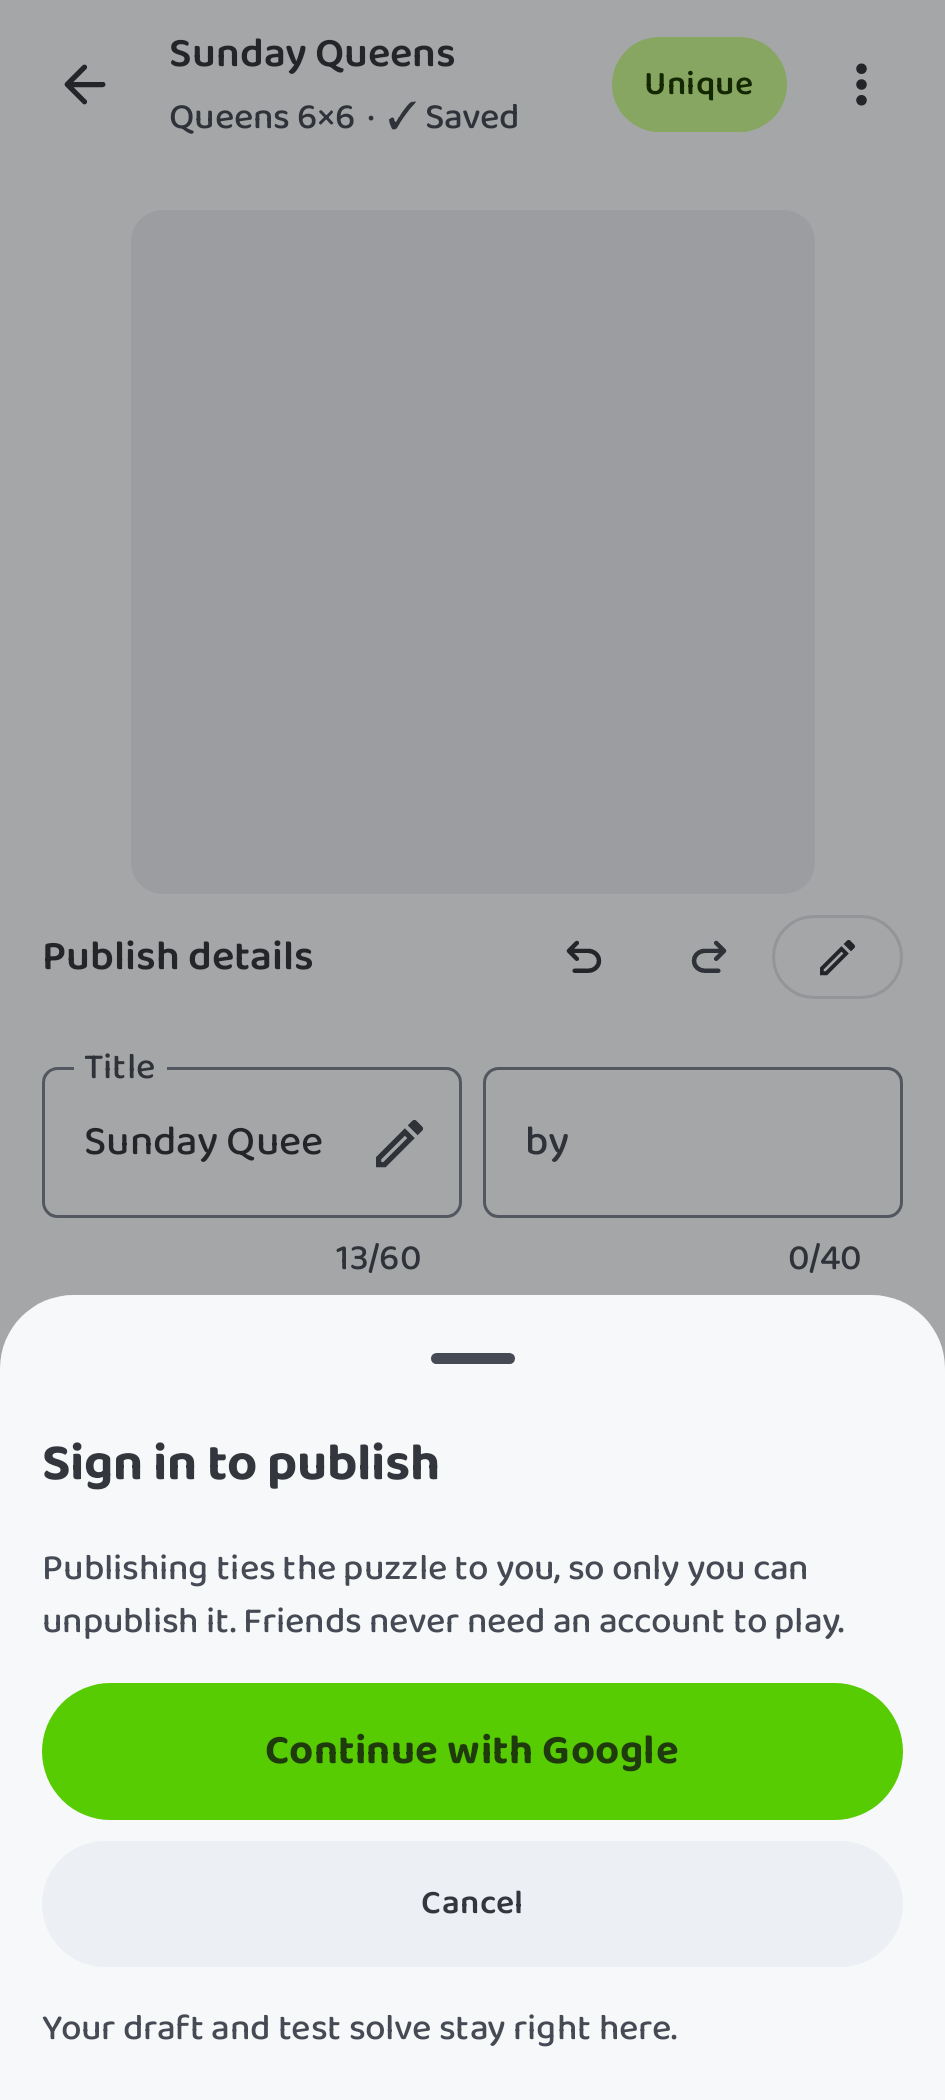 Sunday Queens
Queens 6×6 · ✓ Saved
Unique
Publish details
Title
Sunday Quee
by
13/60
0/40
Sign in to publish
Publishing ties the puzzle to you, so only you can
unpublish it. Friends never need an account to play.
Continue with Google
Cancel
Your draft and test solve stay right here.